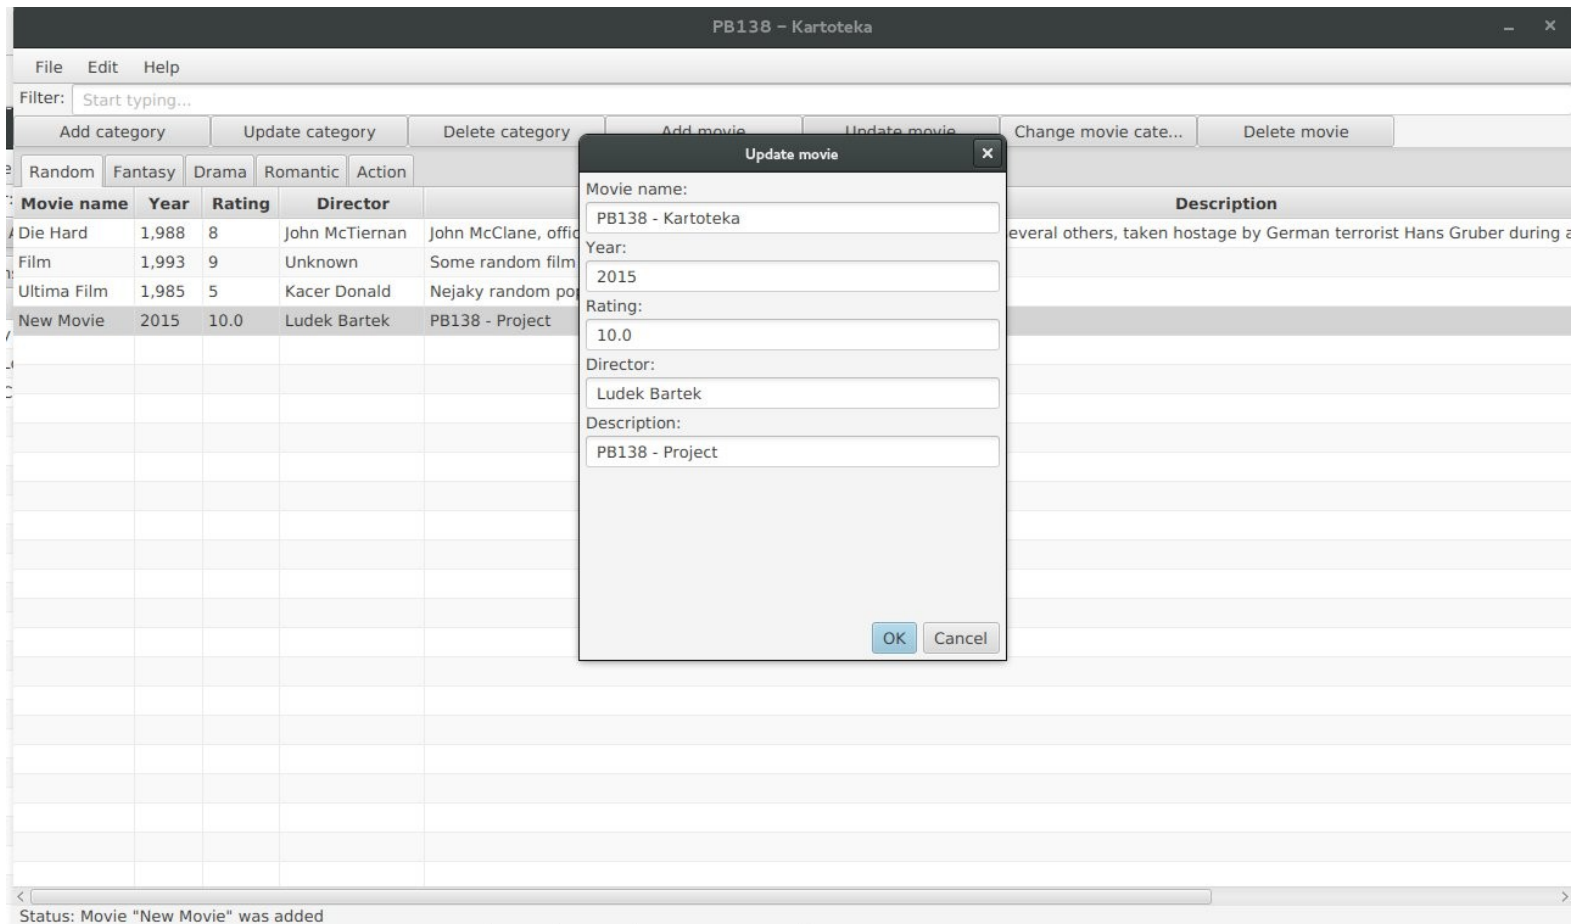 PB138 – Kartoteka
File Edit Help
Filter: Start typing...
Add category Update category Delete category Add movie Update movie Change movie cate... Delete movie
Random Fantasy Drama Romantic Action
Movie name Year Rating Director Description
Die Hard 1,988 8 John McTiernan John McClane, offic everal others, taken hostage by German terrorist Hans Gruber during a
Film 1,993 9 Unknown Some random film
Ultima Film 1,985 5 Kacer Donald Nejaky random pop
New Movie 2015 10.0 Ludek Bartek PB138 - Project
Update movie
Movie name:
PB138 - Kartoteka
Year:
2015
Rating:
10.0
Director:
Ludek Bartek
Description:
PB138 - Project
OK Cancel
Status: Movie "New Movie" was added